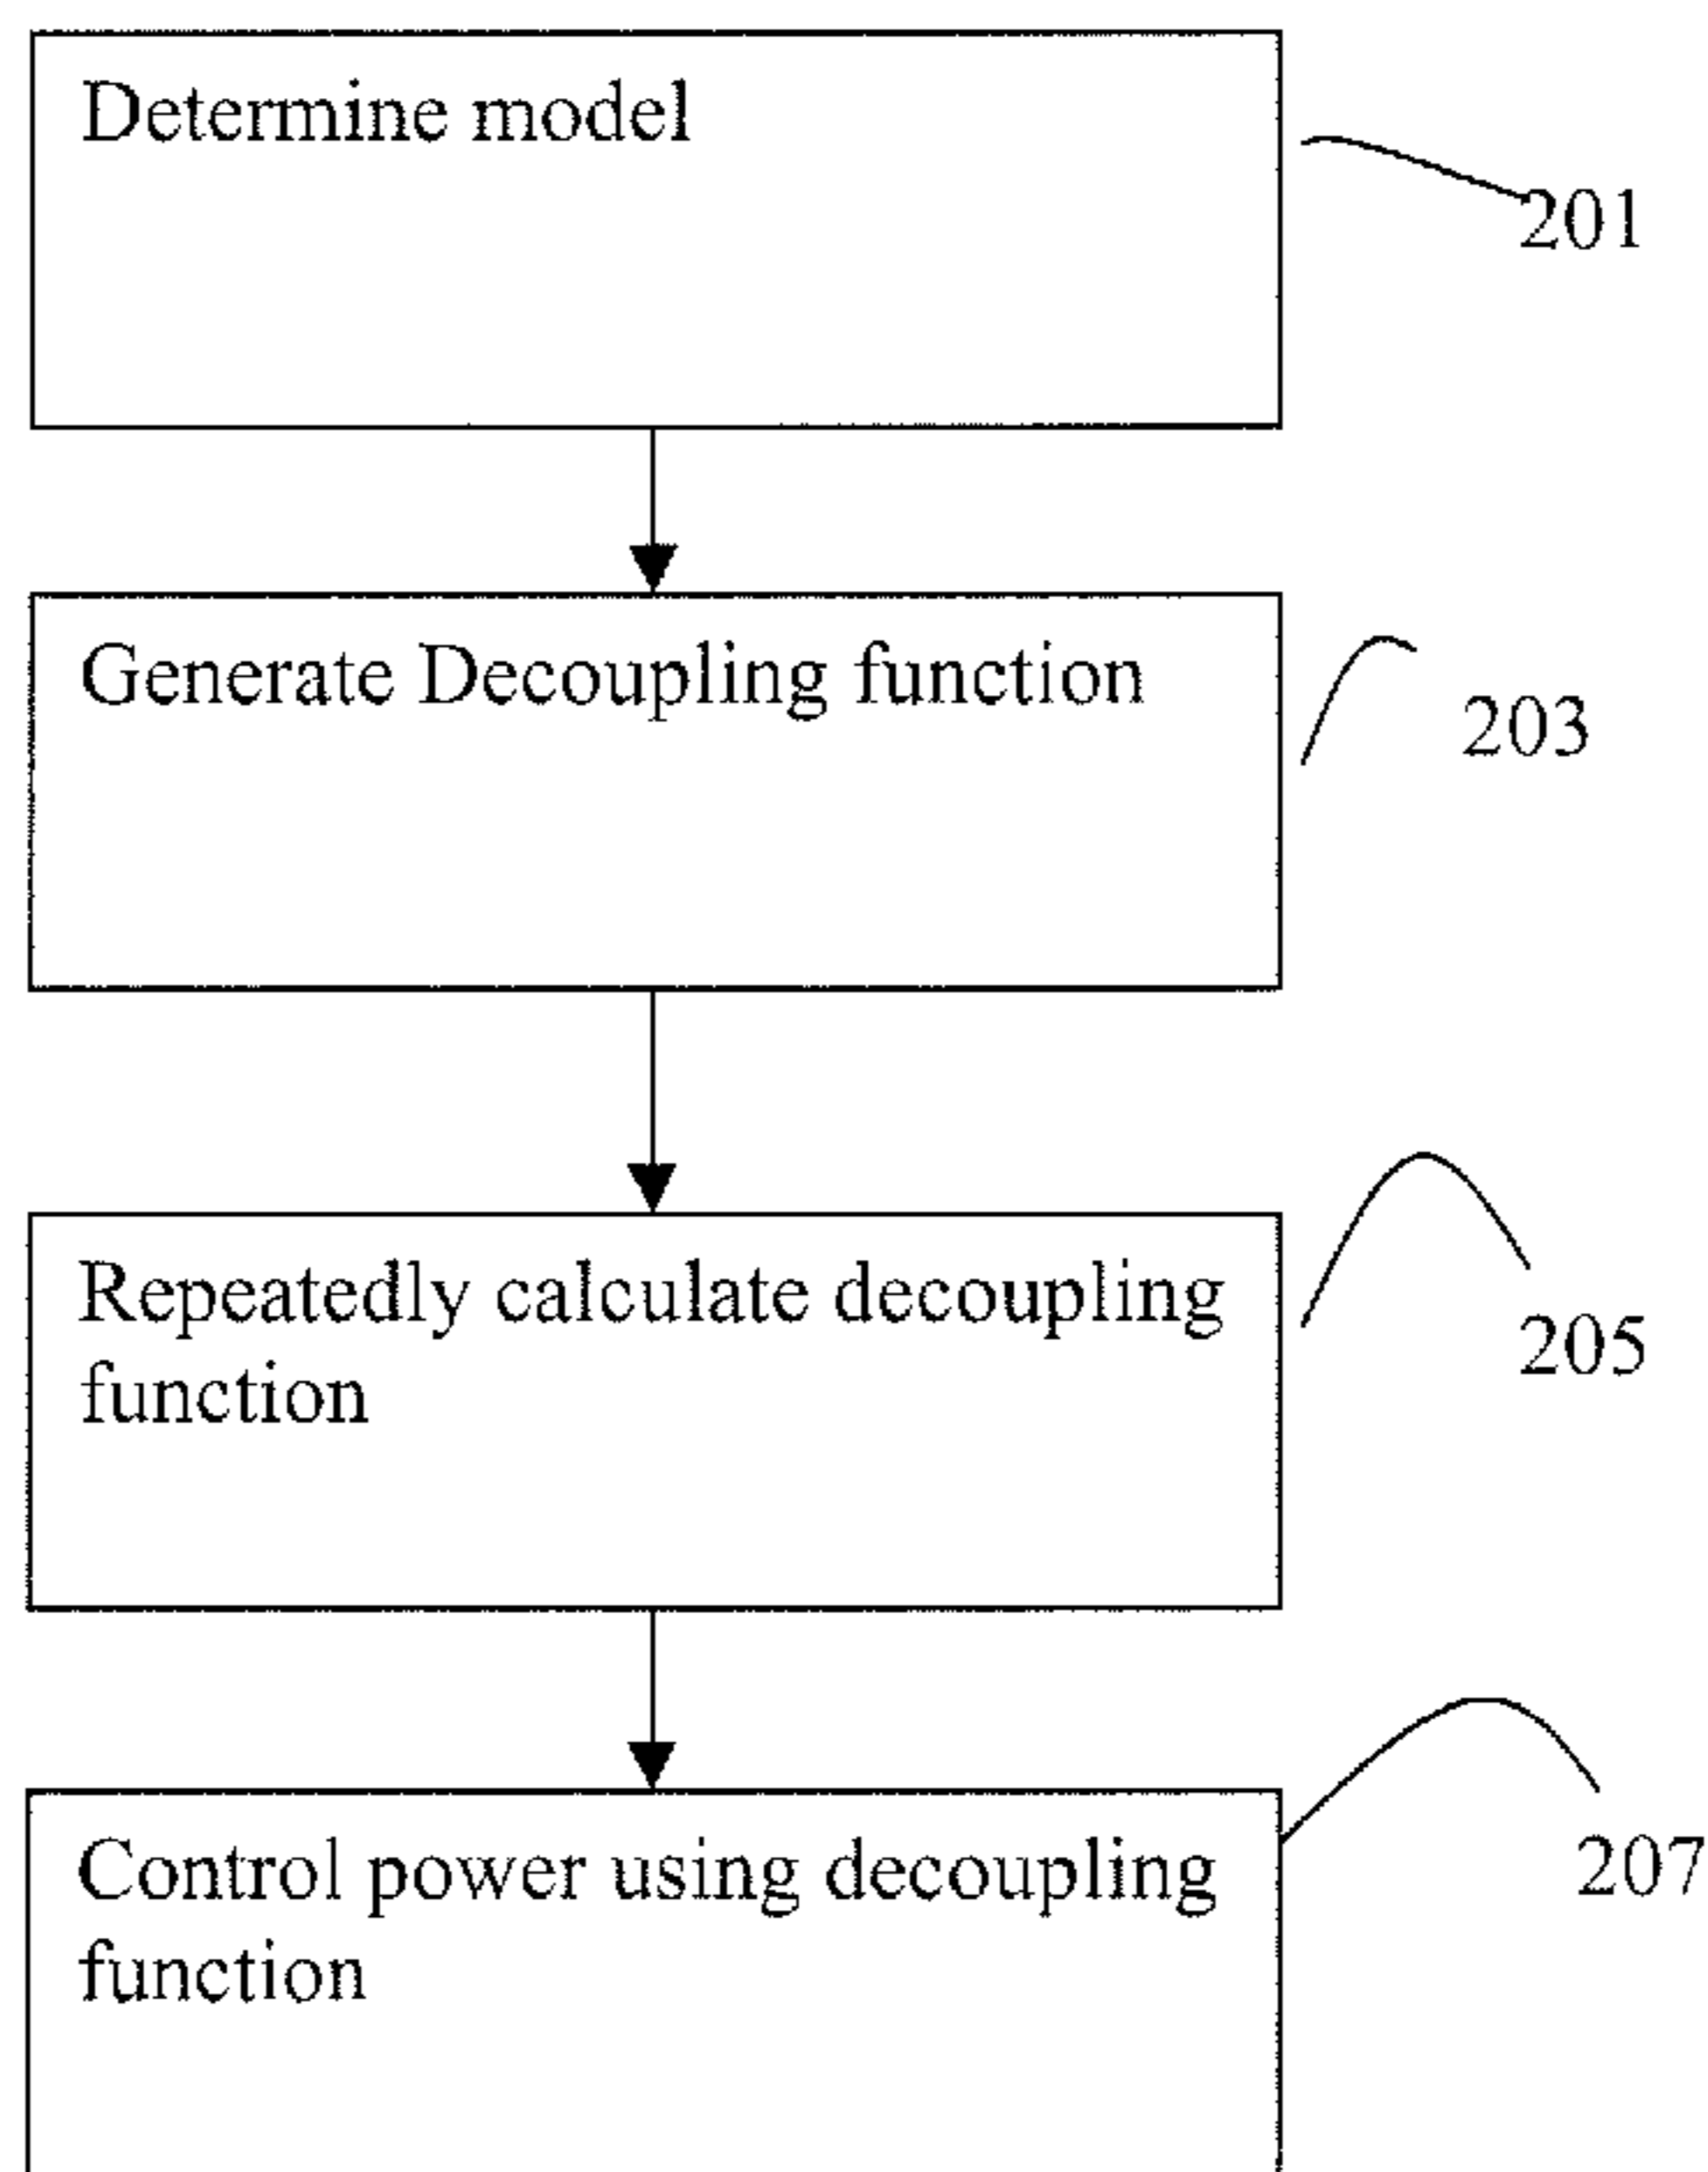 Determine model
201
Generate Decoupling function
203
Repeatedly calculate decoupling
function
205
Control power using decoupling
function
207